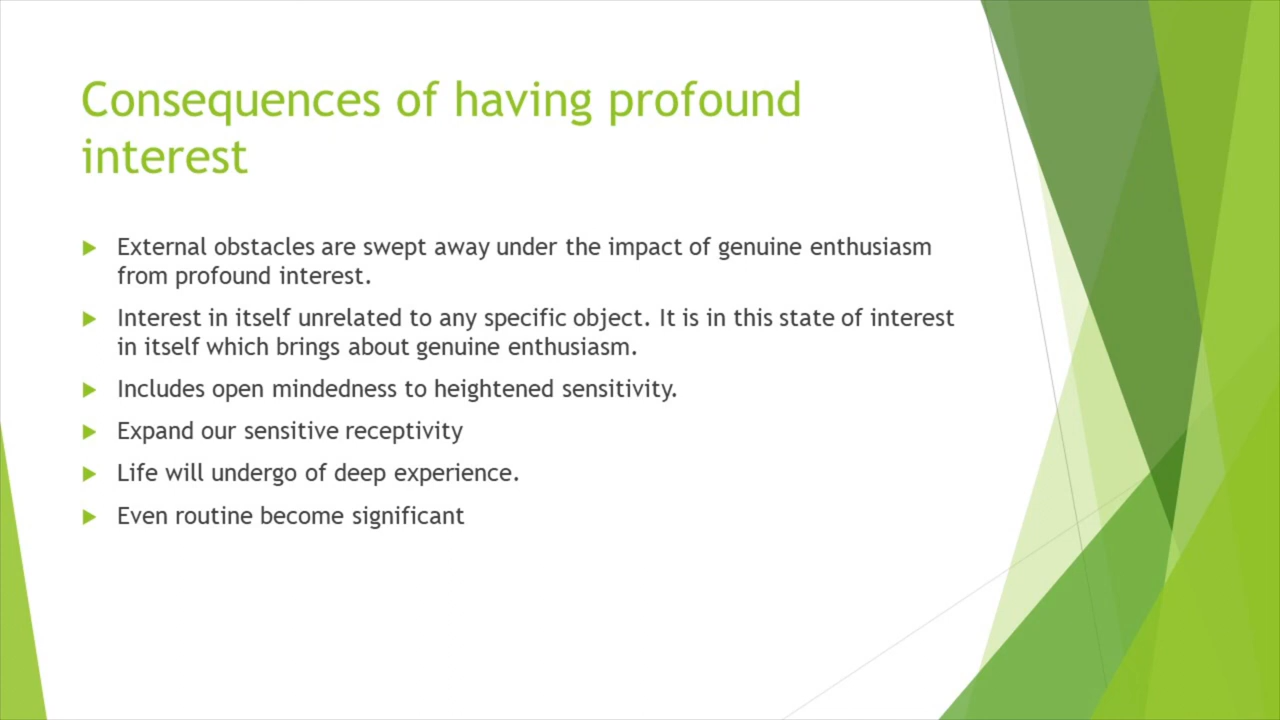 Consequences of having profound
interest
External obstacles are swept away under the impact of genuine enthusiasm
from profound interest.
Interest in itself unrelated to any specific object. It is in this state of interest
in itself which brings about genuine enthusiasm.
Includes open mindedness to heightened sensitivity.
Expand our sensitive receptivity
Life will undergo of deep experience.
Even routine become significant